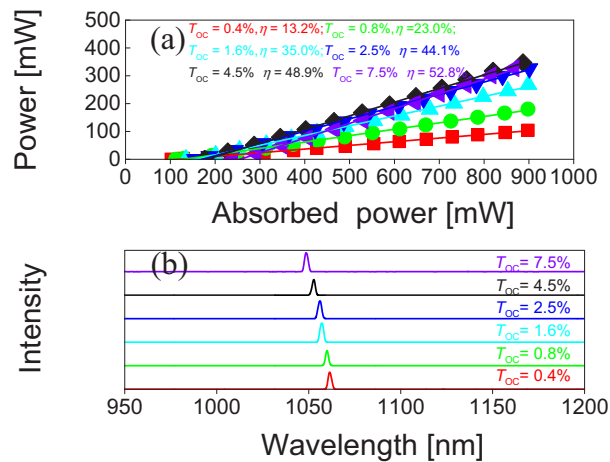 500
400
300
200
100
0
Power [mW]
(a)
T_OC = 0.4%, η = 13.2%; T_OC = 0.8%, η = 23.0%;
T_OC = 1.6%, η = 35.0%; T_OC = 2.5% η = 44.1%
T_OC = 4.5% η = 48.9% T_OC = 7.5% η = 52.8%
0 100 200 300 400 500 600 700 800 900 1000
Absorbed power [mW]
(b)
Intensity
T_OC = 7.5%
T_OC = 4.5%
T_OC = 2.5%
T_OC = 1.6%
T_OC = 0.8%
T_OC = 0.4%
950 1000 1050 1100 1150 1200
Wavelength [nm]